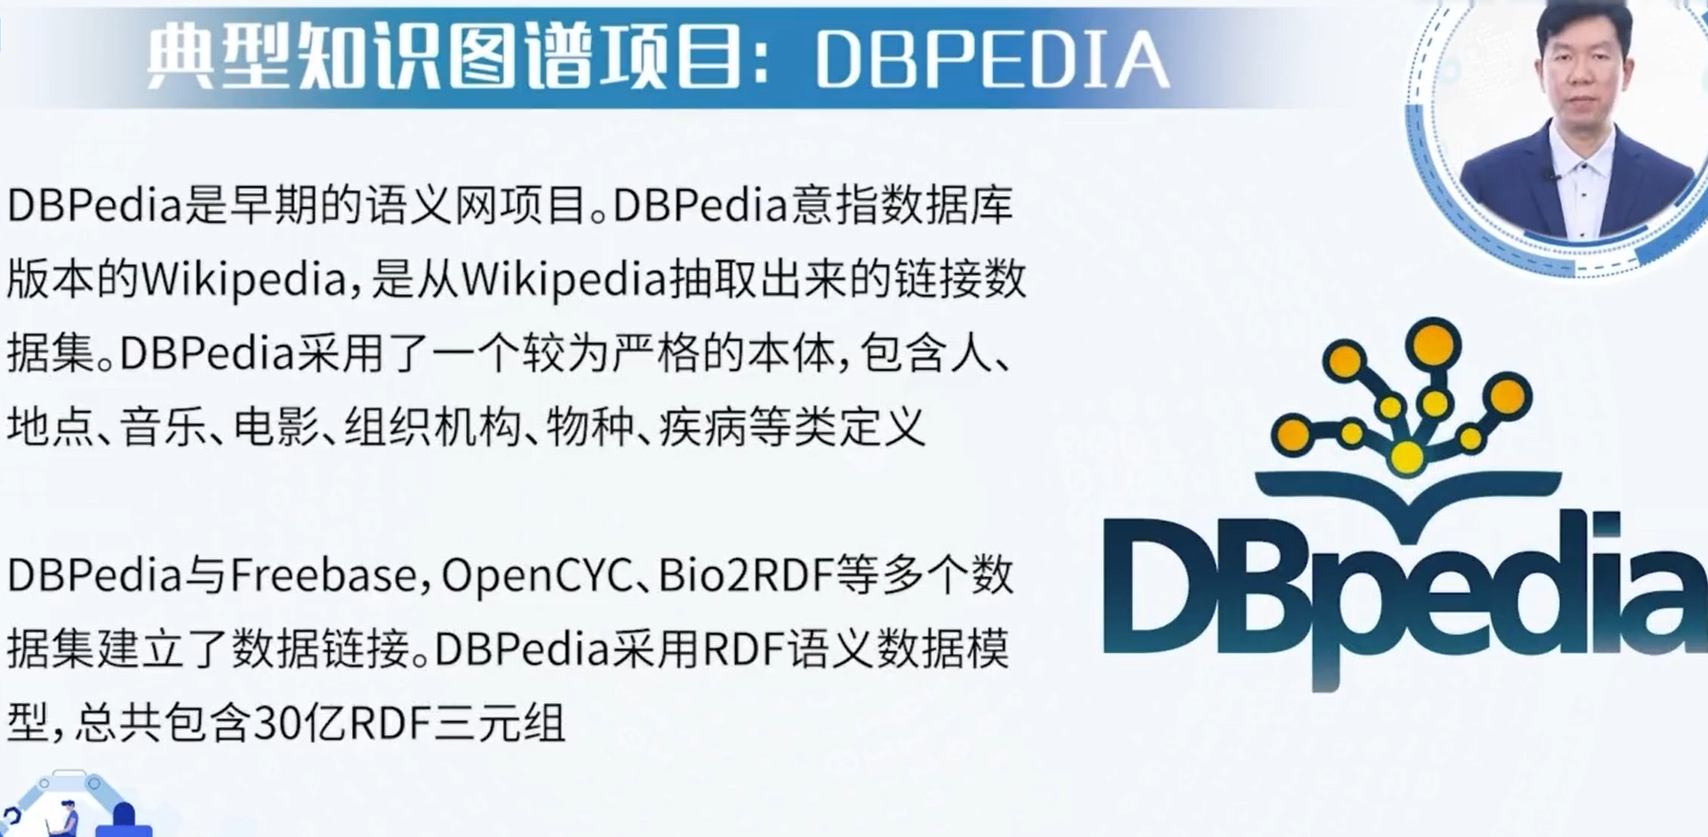 典型知识图谱项目：DBPEDIA
DBPedia是早期的语义网项目。DBPedia意指数据库
版本的Wikipedia，是从Wikipedia抽取出来的链接数
据集。DBPedia采用了一个较为严格的本体，包含人、
地点、音乐、电影、组织机构、物种、疾病等类定义
DBPedia与Freebase，OpenCYC、Bio2RDF等多个数
据集建立了数据链接。DBPedia采用RDF语义数据模
型，总共包含30亿RDF三元组
DBpedia